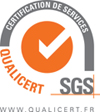 CERTIFICATION DE SERVICES
QUALICERT
SGS
WWW.QUALICERT.FR